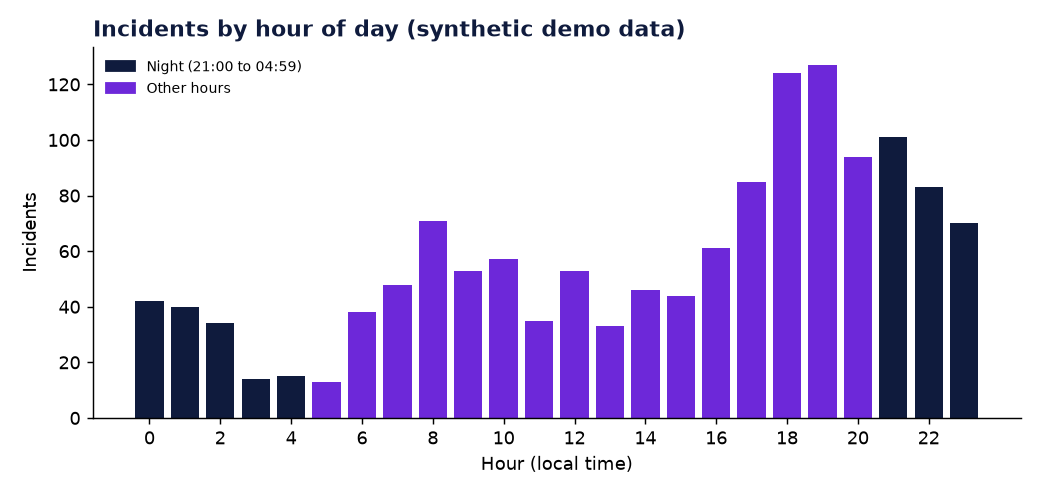 Incidents by hour of day (synthetic demo data)
Night (21:00 to 04:59)
Other hours
120
100
80
60
40
20
0
Incidents
0 2 4 6 8 10 12 14 16 18 20 22
Hour (local time)